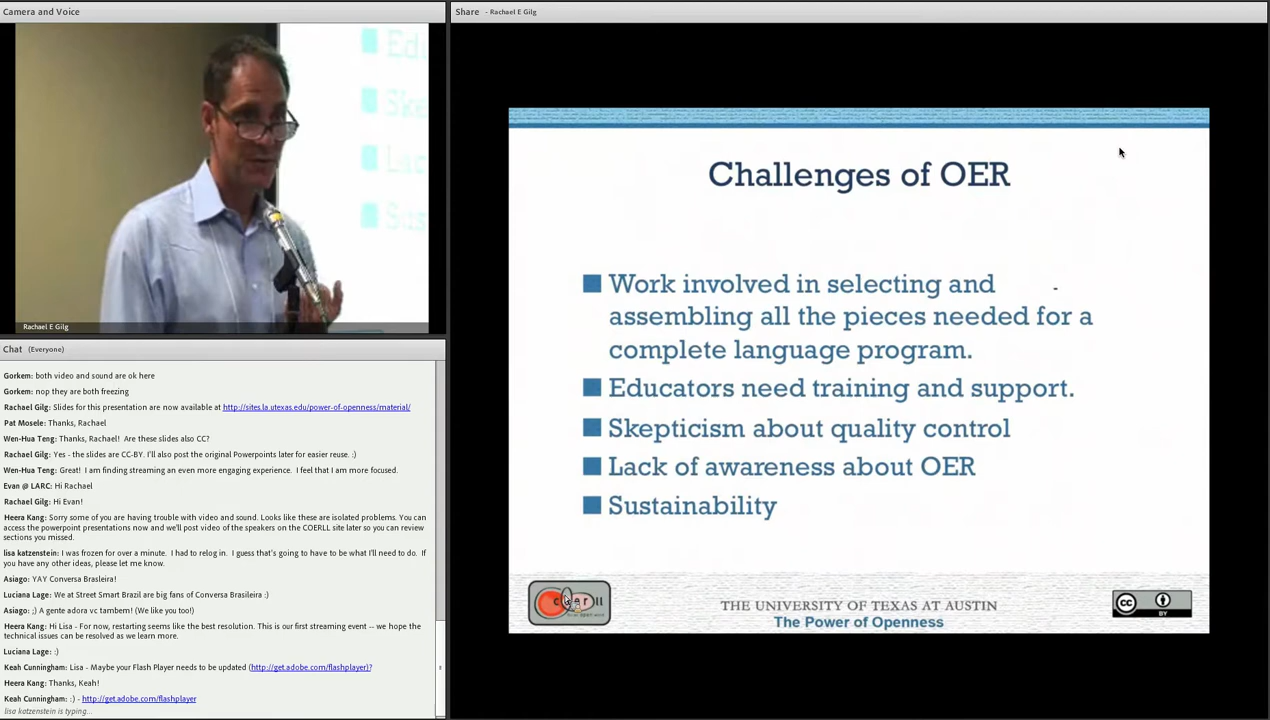 Camera and Voice
Edu
Ske
Lac
Sus
Rachael E Gilg
Chat (Everyone)
Gorkem: both video and sound are ok here
Gorkem: nop they are both freezing
Rachael Gilg: Slides for this presentation are now available at http://sites.la.utexas.edu/power-of-openness/material/
Pat Mosele: Thanks, Rachael
Wen-Hua Teng: Thanks, Rachael! Are these slides also CC?
Rachael Gilg: Yes - the slides are CC-BY. I'll also post the original Powerpoints later for easier reuse. :)
Wen-Hua Teng: Great! I am finding streaming an even more engaging experience. I feel that I am more focused.
Evan @ LARC: Hi Rachael
Rachael Gilg: Hi Evan!
Heera Kang: Sorry some of you are having trouble with video and sound. Looks like these are isolated problems. You can
access the powerpoint presentations now and we'll post video of the speakers on the COERLL site later so you can review
sections you missed.
lisa katzenstein: I was frozen for over a minute. I had to relog in. I guess that's going to have to be what I'll need to do. If
you have any other ideas, please let me know.
Asiago: YAY Conversa Brasleira!
Luciana Lage: We at Street Smart Brazil are big fans of Conversa Brasileira :)
Asiago: ;) A gente adora vc tambem! (We like you too!)
Heera Kang: Hi Lisa - For now, restarting seems like the best resolution. This is our first streaming event -- we hope the
technical issues can be resolved as we learn more.
Luciana Lage: :)
Keah Cunningham: Lisa - Maybe your Flash Player needs to be updated (http://get.adobe.com/flashplayer)?
Heera Kang: Thanks, Keah!
Keah Cunningham: :) - http://get.adobe.com/flashplayer
lisa katzenstein is typing...
Share - Rachael E Gilg
Challenges of OER
Work involved in selecting and
assembling all the pieces needed for a
complete language program.
Educators need training and support.
Skepticism about quality control
Lack of awareness about OER
Sustainability
THE UNIVERSITY OF TEXAS AT AUSTIN
The Power of Openness
cc
BY